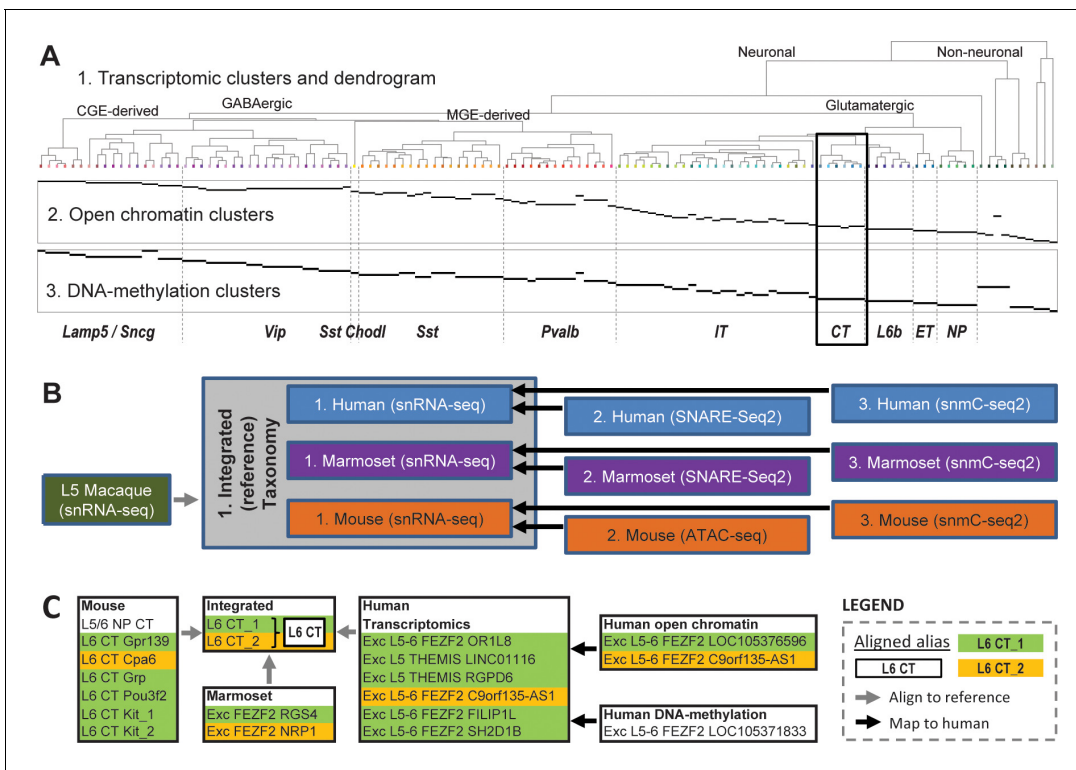 A
1. Transcriptomic clusters and dendrogram
Neuronal
Non-neuronal
CGE-derived
GABAergic
MGE-derived
Glutamatergic
2. Open chromatin clusters
3. DNA-methylation clusters
Lamp5 / Sncg
Vip
Sst Chodl
Sst
Pvalb
IT
CT
L6b
ET
NP
B
L5 Macaque
(snRNA-seq)
1. Integrated
(reference)
Taxonomy
1. Human (snRNA-seq)
2. Human (SNARE-Seq2)
3. Human (snmC-seq2)
1. Marmoset (snRNA-seq)
2. Marmoset (SNARE-Seq2)
3. Marmoset (snmC-seq2)
1. Mouse (snRNA-seq)
2. Mouse (ATAC-seq)
3. Mouse (snmC-seq2)
C
Mouse
L5/6 NP CT
L6 CT Gpr139
L6 CT Cpa6
L6 CT Grp
L6 CT Pou3f2
L6 CT Kit_1
L6 CT Kit_2
Integrated
L6 CT_1
L6 CT_2
L6 CT
Marmoset
Exc FEZF2 RGS4
Exc FEZF2 NRP1
Human
Transcriptomics
Exc L5-6 FEZF2 OR1L8
Exc L5 THEMIS LINC01116
Exc L5 THEMIS RGPD6
Exc L5-6 FEZF2 C9orf135-AS1
Exc L5-6 FEZF2 FILIP1L
Exc L5-6 FEZF2 SH2D1B
Human open chromatin
Exc L5-6 FEZF2 LOC105376596
Exc L5-6 FEZF2 C9orf135-AS1
Human DNA-methylation
Exc L5-6 FEZF2 LOC105371833
LEGEND
Aligned alias
L6 CT_1
L6 CT
L6 CT_2
Align to reference
Map to human